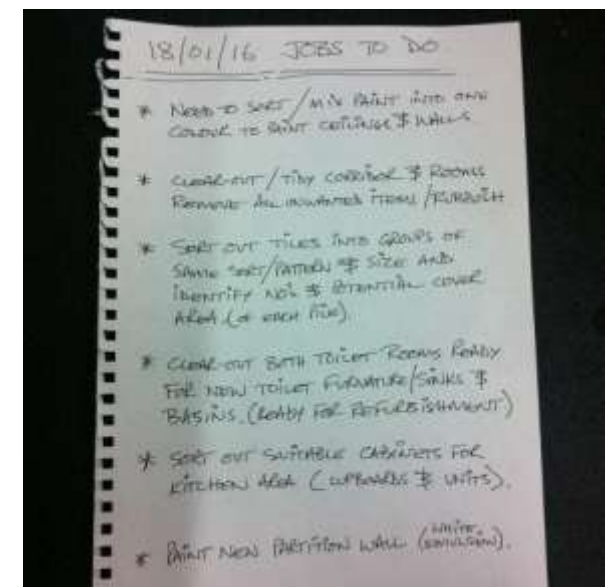 18/01/16 JOBS TO DO
* NEED TO SORT/MIX PAINT INTO ONE
COLOUR TO PAINT CEILINGS & WALLS
* CLEAR-OUT/TIDY CORRIDOR & ROOMS
REMOVE ALL UNWANTED ITEMS/RUBBISH
* SORT OUT TILES INTO GROUPS OF
SAME SORT/PATTERN & SIZE AND
IDENTIFY NO'S & POTENTIAL COVER
AREA (OF EACH TILE).
* CLEAR-OUT BOTH TOILET ROOMS READY
FOR NEW TOILET FURNATURE/SINKS &
BASINS. (READY FOR REFURBISHMENT)
* SORT OUT SUITABLE CABINETS FOR
KITCHEN AREA (CUPBOARDS & UNITS).
* PAINT NEW PARTITION WALL (WHITE EMULSION).